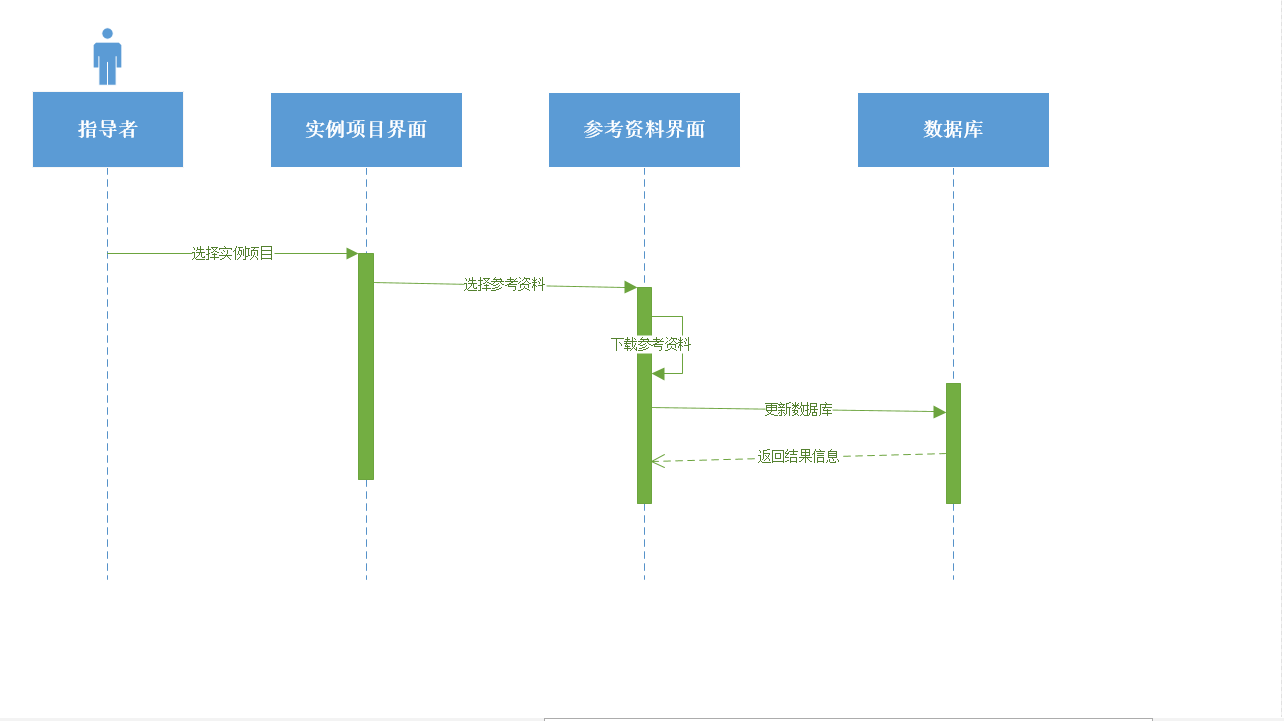 指导者
实例项目界面
参考资料界面
数据库
选择实例项目
选择参考资料
下载参考资料
更新数据库
返回结果信息